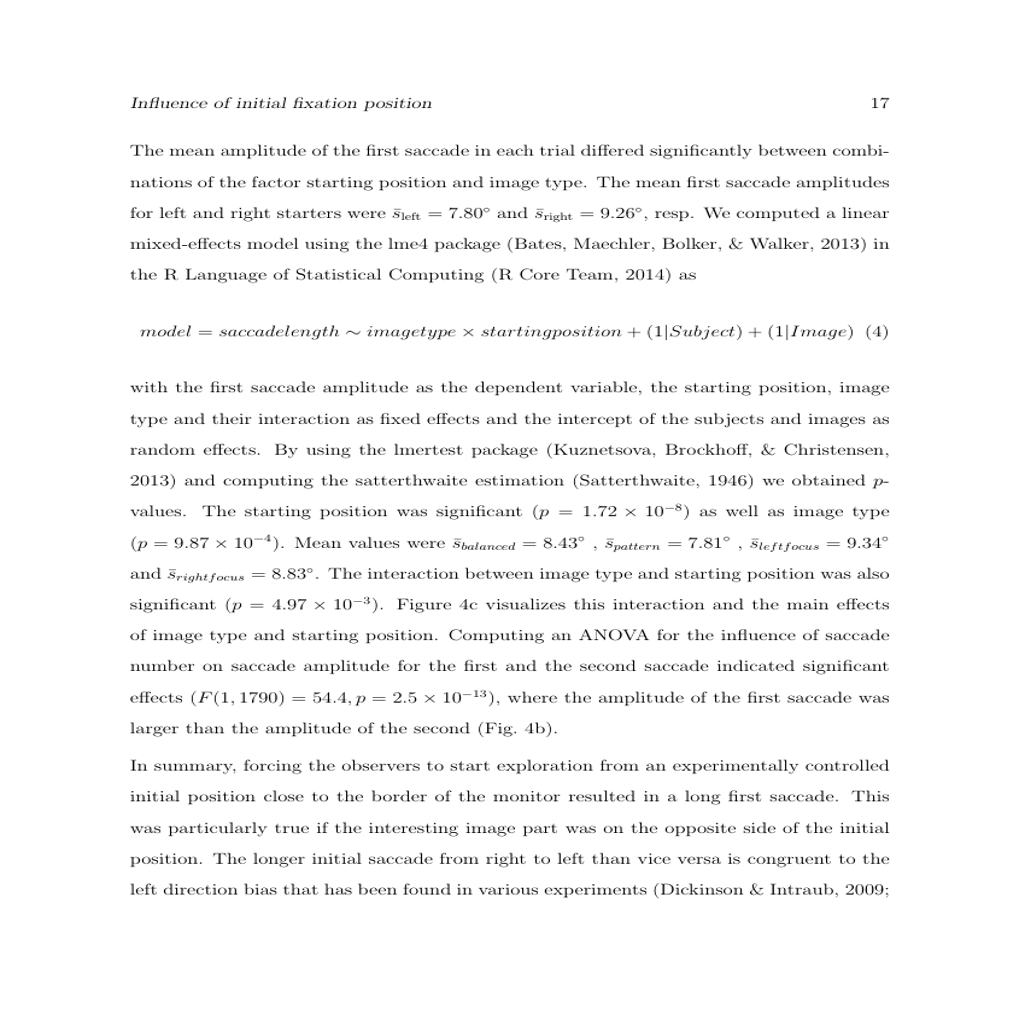 Influence of initial fixation position 17
The mean amplitude of the first saccade in each trial differed significantly between combi-
nations of the factor starting position and image type. The mean first saccade amplitudes
for left and right starters were s̄left = 7.80° and s̄right = 9.26°, resp. We computed a linear
mixed-effects model using the lme4 package (Bates, Maechler, Bolker, & Walker, 2013) in
the R Language of Statistical Computing (R Core Team, 2014) as
model = saccadelength ∼ imagetype × startingposition + (1|Subject) + (1|Image) (4)
with the first saccade amplitude as the dependent variable, the starting position, image
type and their interaction as fixed effects and the intercept of the subjects and images as
random effects. By using the lmertest package (Kuznetsova, Brockhoff, & Christensen,
2013) and computing the satterthwaite estimation (Satterthwaite, 1946) we obtained p-
values. The starting position was significant (p = 1.72 × 10⁻⁸) as well as image type
(p = 9.87 × 10⁻⁴). Mean values were s̄balanced = 8.43° , s̄pattern = 7.81° , s̄leftfocus = 9.34°
and s̄rightfocus = 8.83°. The interaction between image type and starting position was also
significant (p = 4.97 × 10⁻³). Figure 4c visualizes this interaction and the main effects
of image type and starting position. Computing an ANOVA for the influence of saccade
number on saccade amplitude for the first and the second saccade indicated significant
effects (F(1, 1790) = 54.4, p = 2.5 × 10⁻¹³), where the amplitude of the first saccade was
larger than the amplitude of the second (Fig. 4b).
In summary, forcing the observers to start exploration from an experimentally controlled
initial position close to the border of the monitor resulted in a long first saccade. This
was particularly true if the interesting image part was on the opposite side of the initial
position. The longer initial saccade from right to left than vice versa is congruent to the
left direction bias that has been found in various experiments (Dickinson & Intraub, 2009;